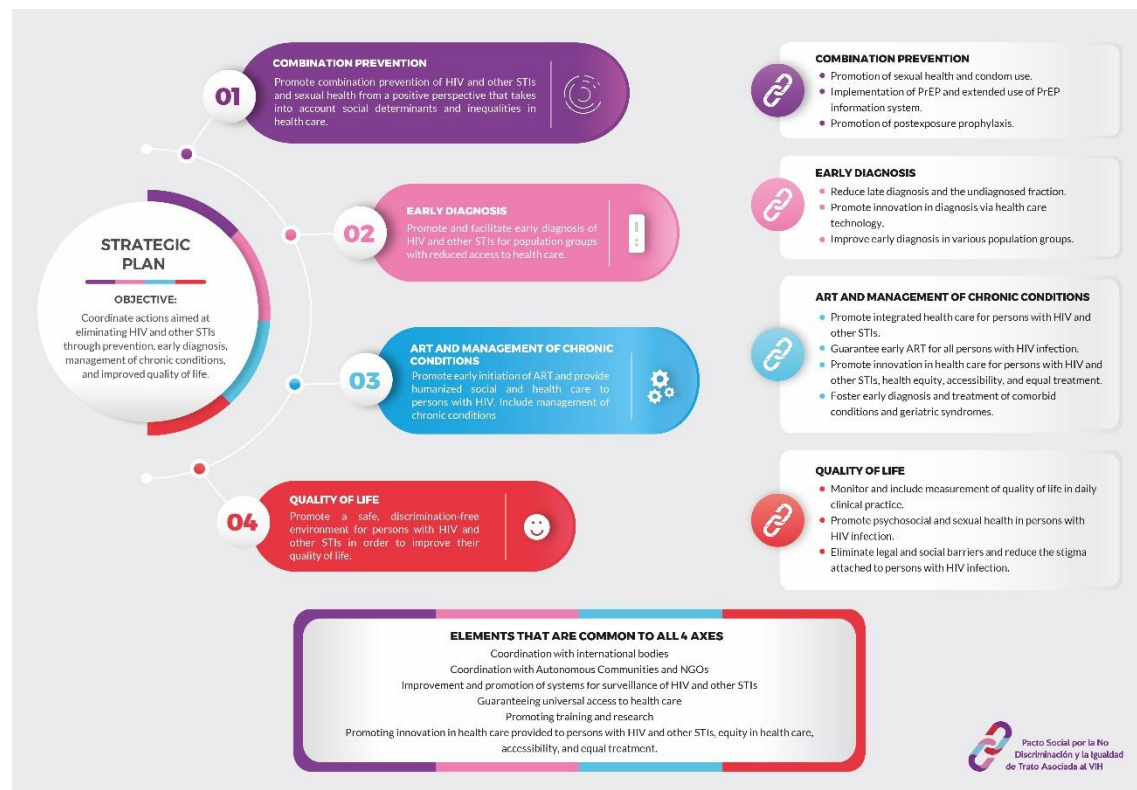 STRATEGIC
PLAN
OBJECTIVE:
Coordinate actions aimed at
eliminating HIV and other STIs
through prevention, early diagnosis,
management of chronic conditions,
and improved quality of life.
01
COMBINATION PREVENTION
Promote combination prevention of HIV and other STIs
and sexual health from a positive perspective that takes
into account social determinants and inequalities in
health care.
02
EARLY DIAGNOSIS
Promote and facilitate early diagnosis of
HIV and other STIs for population groups
with reduced access to health care.
03
ART AND MANAGEMENT OF CHRONIC
CONDITIONS
Promote early initiation of ART and provide
humanized social and health care to
persons with HIV. Include management of
chronic conditions
04
QUALITY OF LIFE
Promote a safe, discrimination-free
environment for persons with HIV and
other STIs in order to improve their
quality of life.
COMBINATION PREVENTION
• Promotion of sexual health and condom use.
• Implementation of PrEP and extended use of PrEP
information system.
• Promotion of postexposure prophylaxis.
EARLY DIAGNOSIS
• Reduce late diagnosis and the undiagnosed fraction.
• Promote innovation in diagnosis via health care
technology.
• Improve early diagnosis in various population groups.
ART AND MANAGEMENT OF CHRONIC CONDITIONS
• Promote integrated health care for persons with HIV and
other STIs.
• Guarantee early ART for all persons with HIV infection.
• Promote innovation in health care for persons with HIV and
other STIs, health equity, accessibility, and equal treatment.
• Foster early diagnosis and treatment of comorbid
conditions and geriatric syndromes.
QUALITY OF LIFE
• Monitor and include measurement of quality of life in daily
clinical practice.
• Promote psychosocial and sexual health in persons with
HIV infection.
• Eliminate legal and social barriers and reduce the stigma
attached to persons with HIV infection.
ELEMENTS THAT ARE COMMON TO ALL 4 AXES
Coordination with international bodies
Coordination with Autonomous Communities and NGOs
Improvement and promotion of systems for surveillance of HIV and other STIs
Guaranteeing universal access to health care
Promoting training and research
Promoting innovation in health care provided to persons with HIV and other STIs, equity in health care,
accessibility, and equal treatment.
Pacto Social por la No
Discriminación y la Igualdad
de Trato Asociada al VIH